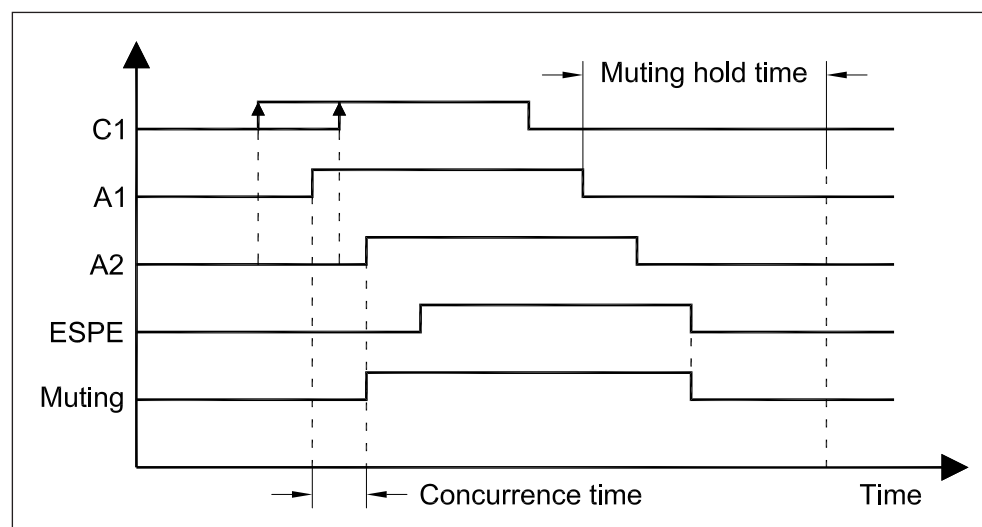 Muting hold time
C1
A1
A2
ESPE
Muting
Concurrence time
Time